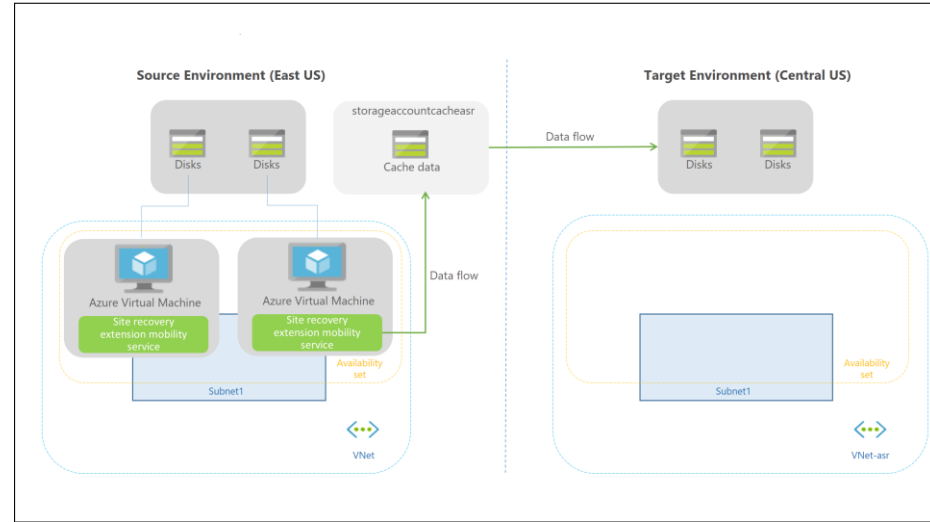 Source Environment (East US)
Target Environment (Central US)
storageaccountcacheasr
Disks
Disks
Cache data
Data flow
Disks
Disks
Azure Virtual Machine
Site recovery
extension mobility
service
Azure Virtual Machine
Site recovery
extension mobility
service
Data flow
Availability
set
Subnet1
VNet
Availability
set
Subnet1
VNet-asr